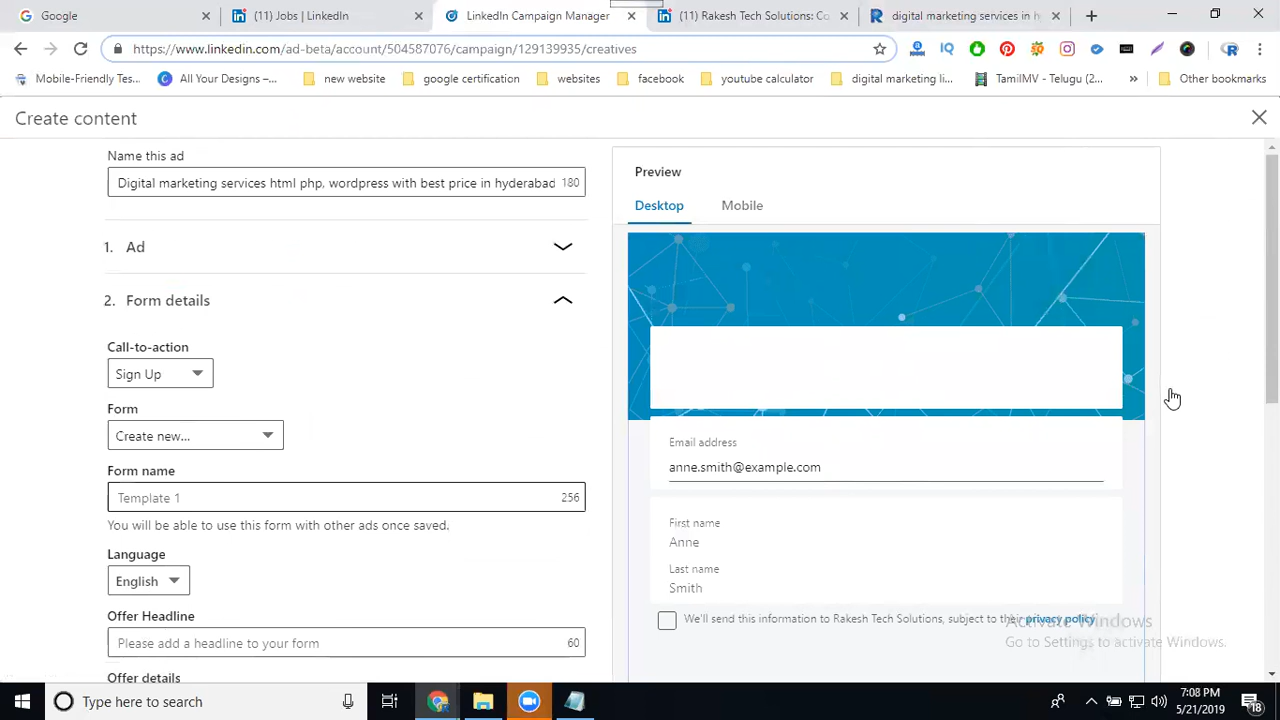 Google
(11) Jobs | LinkedIn
LinkedIn Campaign Manager
(11) Rakesh Tech Solutions: Co
digital marketing services in hy
https://www.linkedin.com/ad-beta/account/504587076/campaign/129139935/creatives
Mobile-Friendly Tes...
All Your Designs –...
new website
google certification
websites
facebook
youtube calculator
digital marketing li...
TamilMV - Telugu (2...
Other bookmarks
Create content
Name this ad
Digital marketing services html php, wordpress with best price in hyderabad 180
1. Ad
2. Form details
Call-to-action
Sign Up
Form
Create new...
Form name
Template 1 256
You will be able to use this form with other ads once saved.
Language
English
Offer Headline
Please add a headline to your form 60
Offer details
Preview
Desktop Mobile
Email address
anne.smith@example.com
First name
Anne
Last name
Smith
We'll send this information to Rakesh Tech Solutions, subject to their privacy policy
Activate Windows
Go to Settings to activate Windows.
Type here to search
7:08 PM
5/21/2019
18